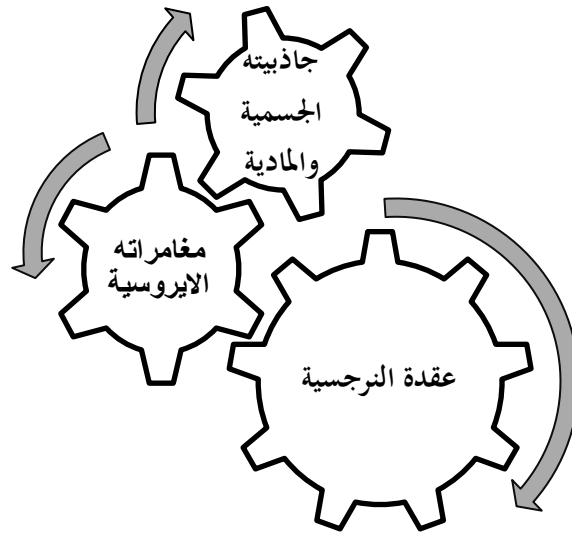 جاذبيته
الجسمية
والمادية
مغامراته
الايروسية
عقدة النرجسية